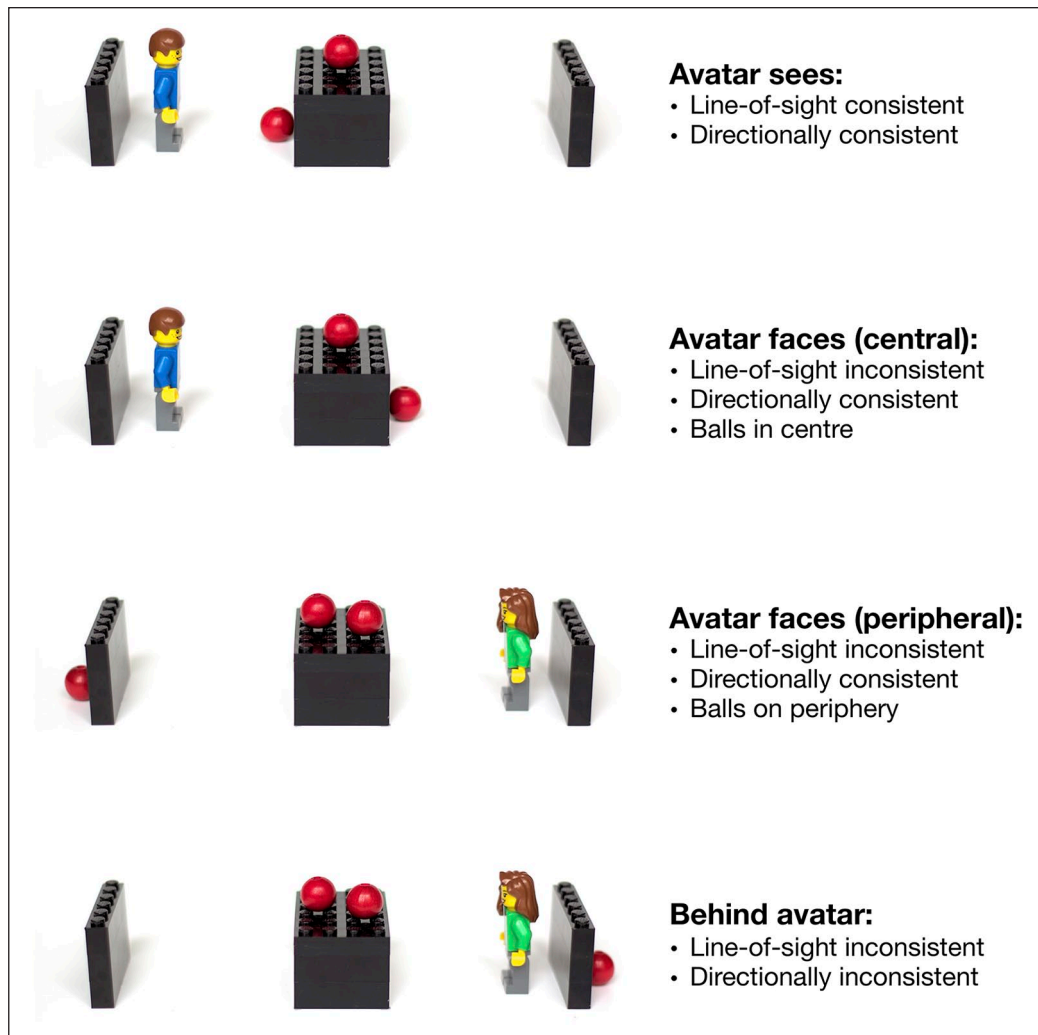 Avatar sees:
• Line-of-sight consistent
• Directionally consistent
Avatar faces (central):
• Line-of-sight inconsistent
• Directionally consistent
• Balls in centre
Avatar faces (peripheral):
• Line-of-sight inconsistent
• Directionally consistent
• Balls on periphery
Behind avatar:
• Line-of-sight inconsistent
• Directionally inconsistent